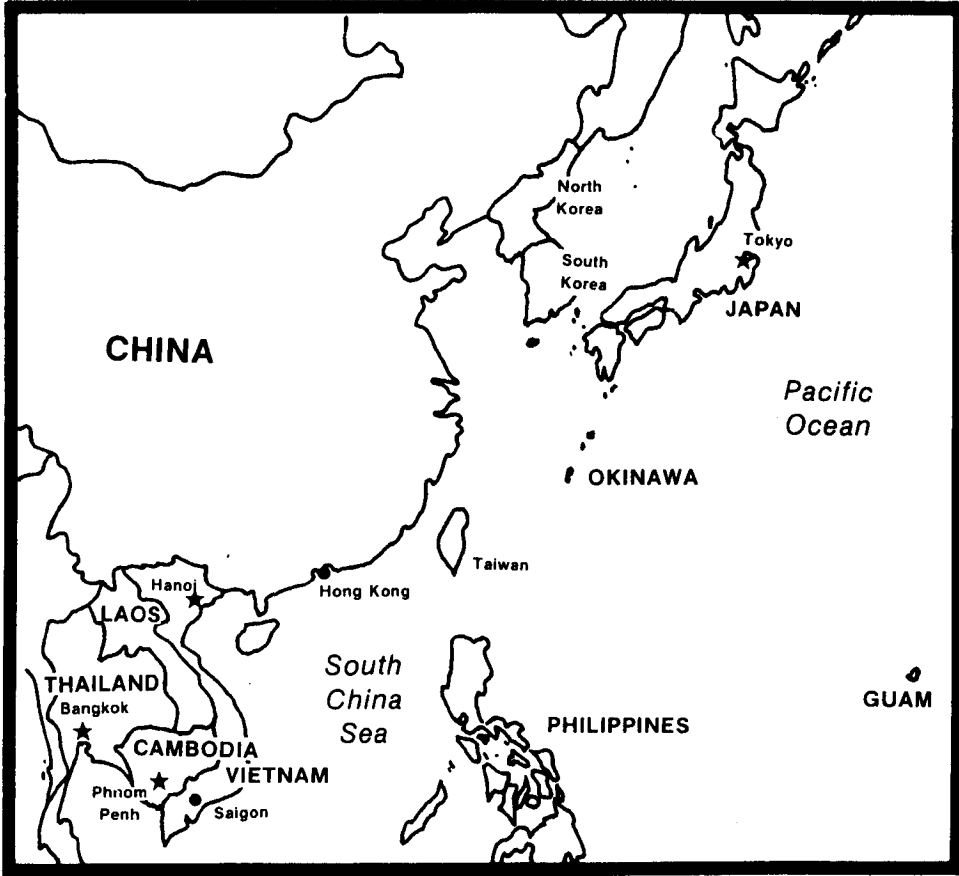 North
Korea
Tokyo
South
Korea
JAPAN
CHINA
Pacific
Ocean
OKINAWA
Taiwan
Hanoi
Hong Kong
LAOS
South
China
Sea
THAILAND
Bangkok
GUAM
PHILIPPINES
CAMBODIA
VIETNAM
Phnom
Penh
Saigon